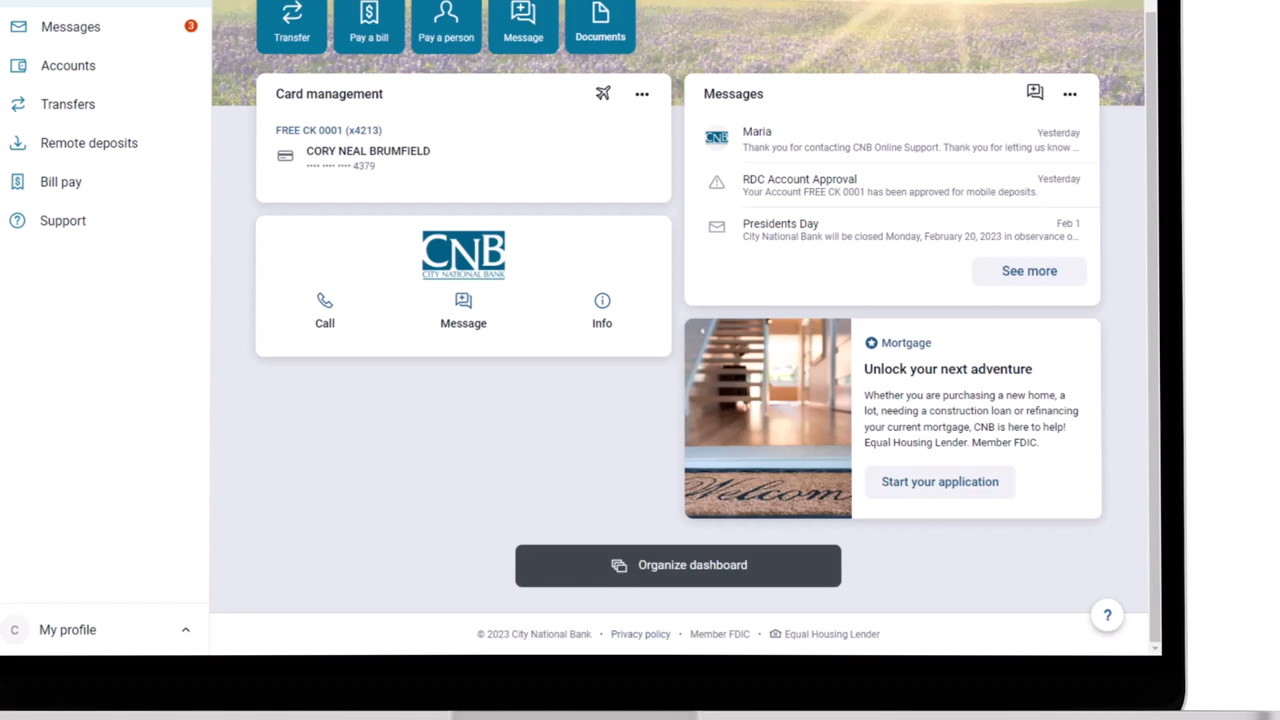 Messages
3
Accounts
Transfers
Remote deposits
Bill pay
Support
C
My profile
Transfer
Pay a bill
Pay a person
Message
Documents
Card management
FREE CK 0001 (x4213)
CORY NEAL BRUMFIELD
•••• •••• •••• 4379
CNB
CITY NATIONAL BANK
Call
Message
Info
Messages
CNB
Maria
Yesterday
Thank you for contacting CNB Online Support. Thank you for letting us know ...
RDC Account Approval
Yesterday
Your Account FREE CK 0001 has been approved for mobile deposits.
Presidents Day
Feb 1
City National Bank will be closed Monday, February 20, 2023 in observance o...
See more
Welcom
Mortgage
Unlock your next adventure
Whether you are purchasing a new home, a
lot, needing a construction loan or refinancing
your current mortgage, CNB is here to help!
Equal Housing Lender. Member FDIC.
Start your application
Organize dashboard
?
© 2023 City National Bank • Privacy policy • Member FDIC • Equal Housing Lender